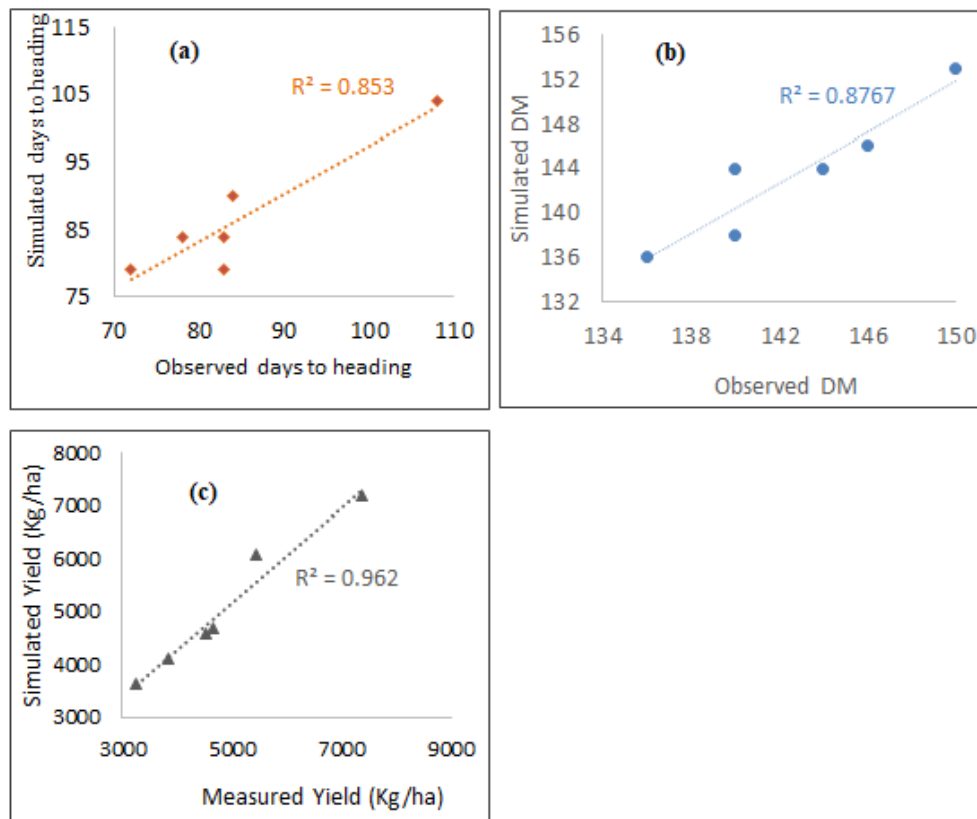 (a)
R² = 0.853
Simulated days to heading
115
105
95
85
75
70 80 90 100 110
Observed days to heading
(b)
R² = 0.8767
Simulated DM
156
152
148
144
140
136
132
134 138 142 146 150
Observed DM
(c)
R² = 0.962
Simulated Yield (Kg/ha)
8000
7000
6000
5000
4000
3000
3000 5000 7000 9000
Measured Yield (Kg/ha)